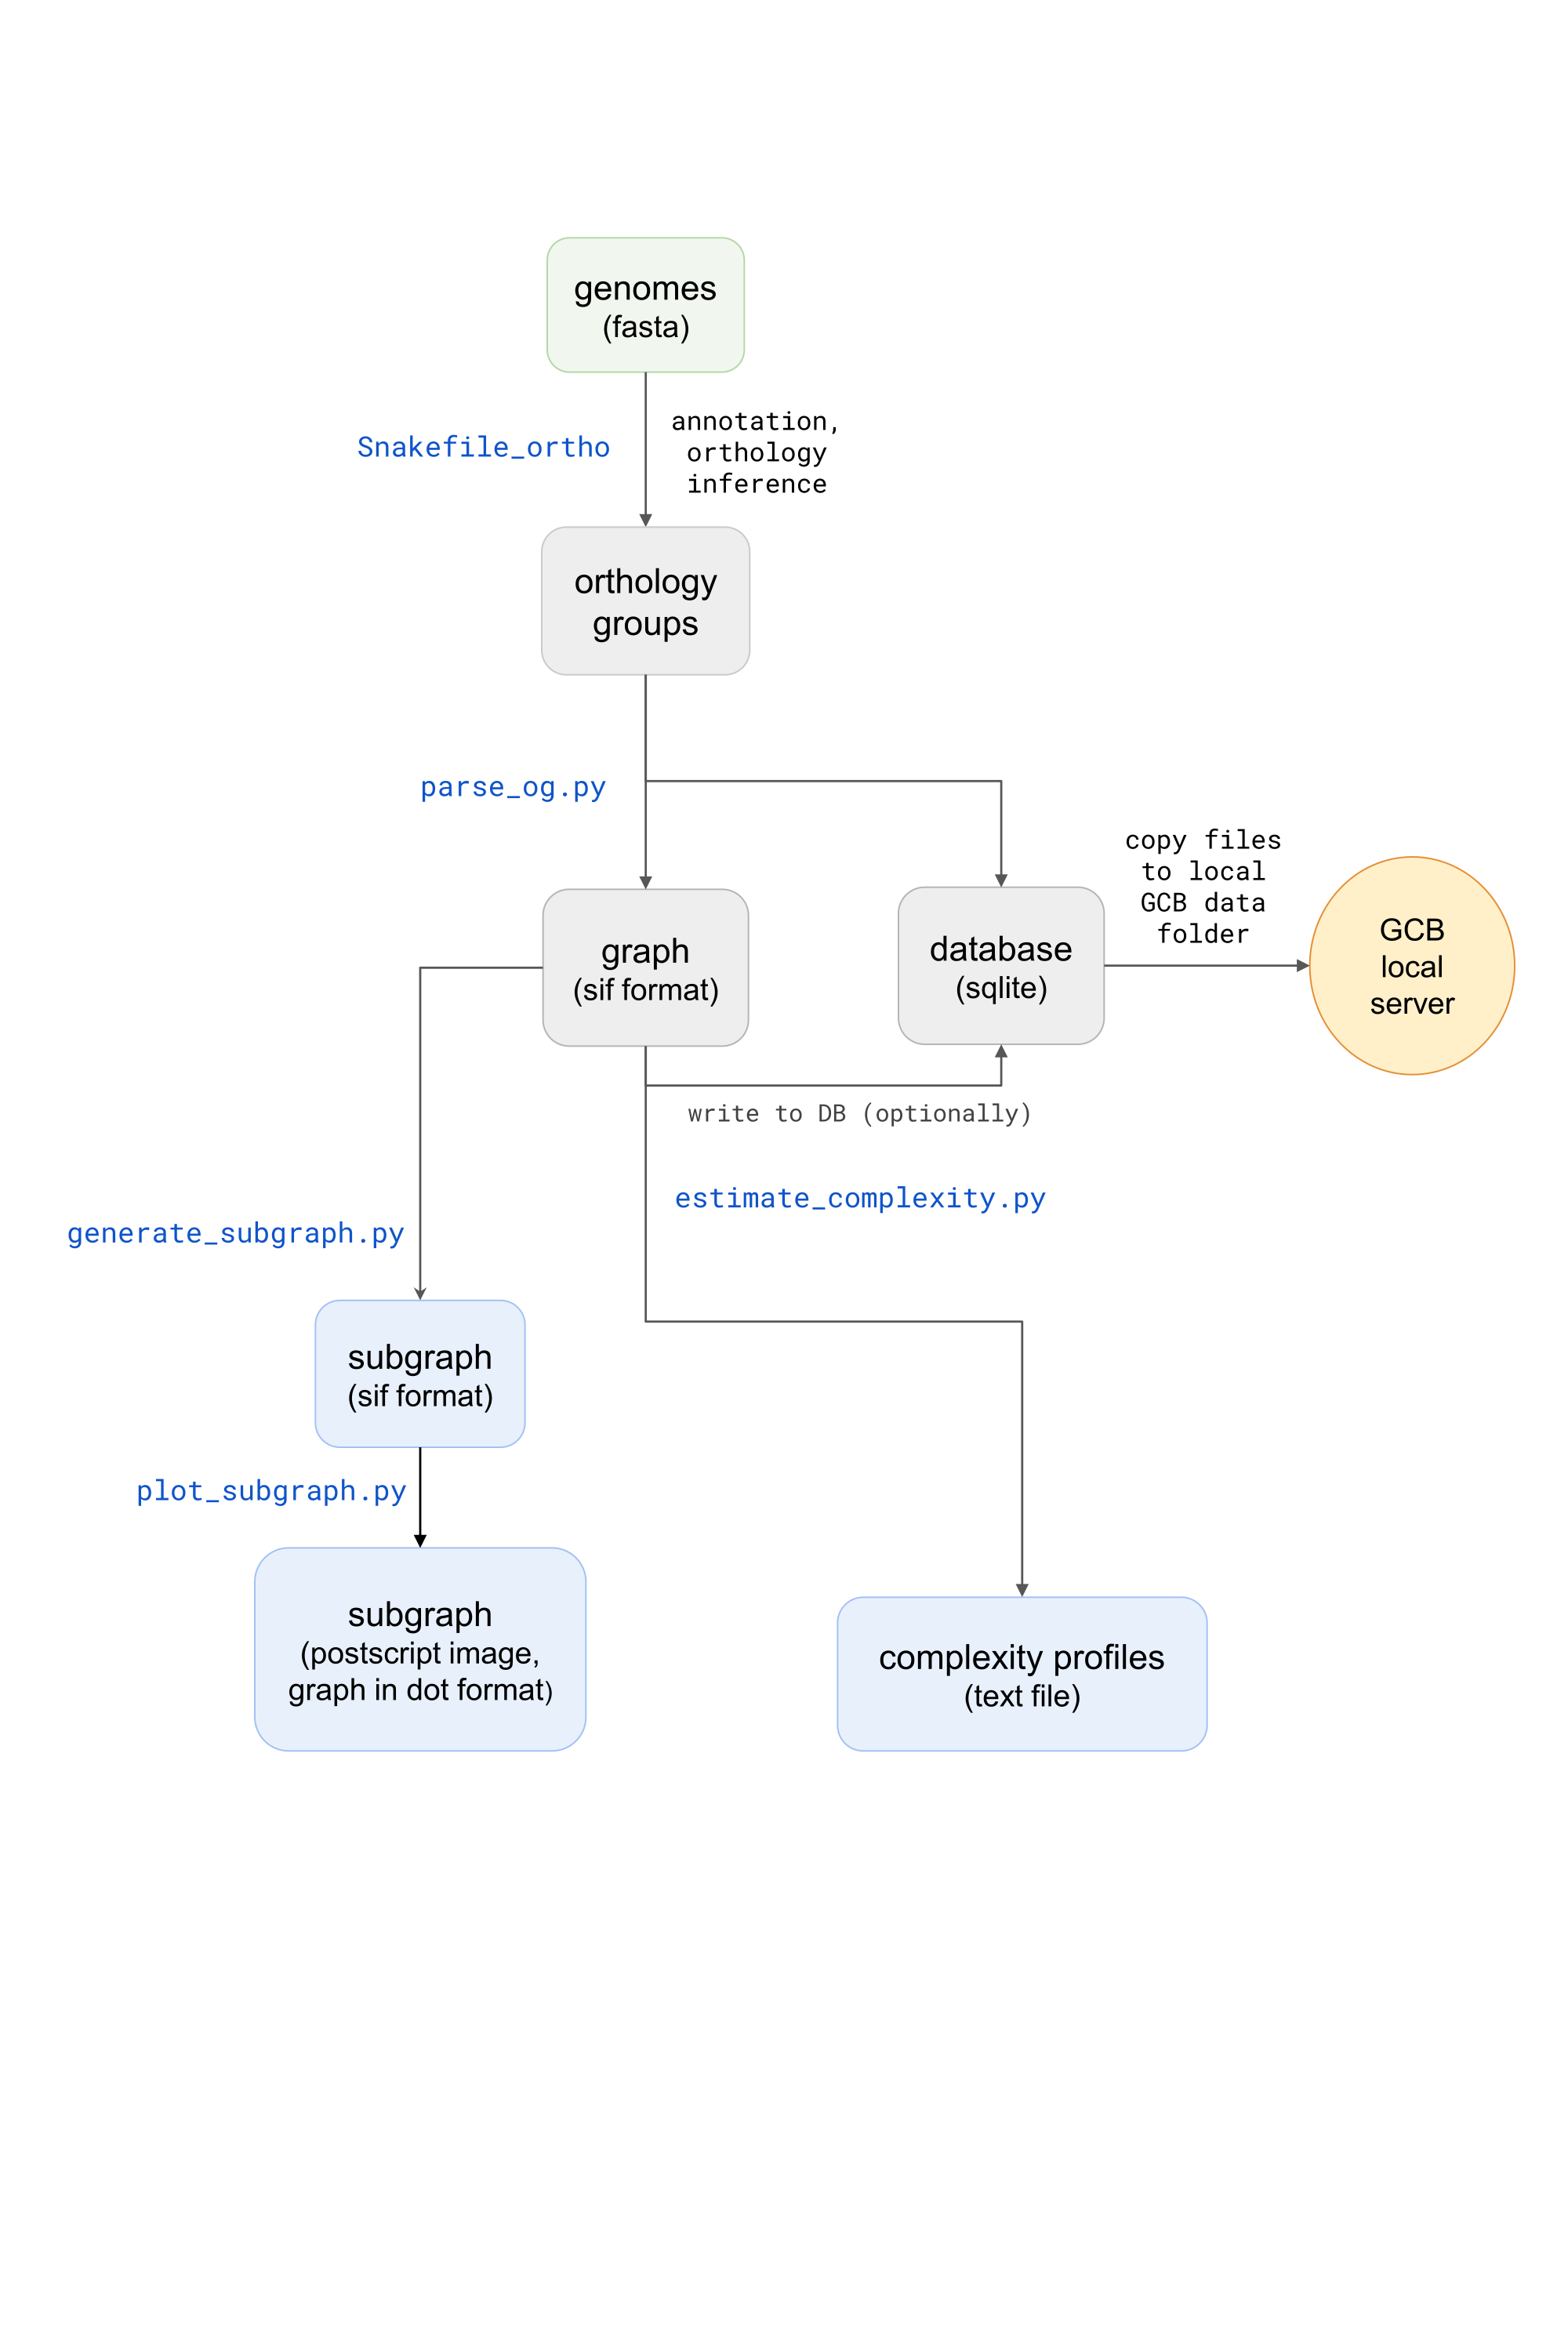 genomes
(fasta)
Snakefile_ortho
annotation,
orthology
inference
orthology
groups
parse_og.py
copy files
to local
GCB data
folder
graph
(sif format)
database
(sqlite)
GCB
local
server
write to DB (optionally)
estimate_complexity.py
generate_subgraph.py
subgraph
(sif format)
plot_subgraph.py
subgraph
(postscript image,
graph in dot format)
complexity profiles
(text file)